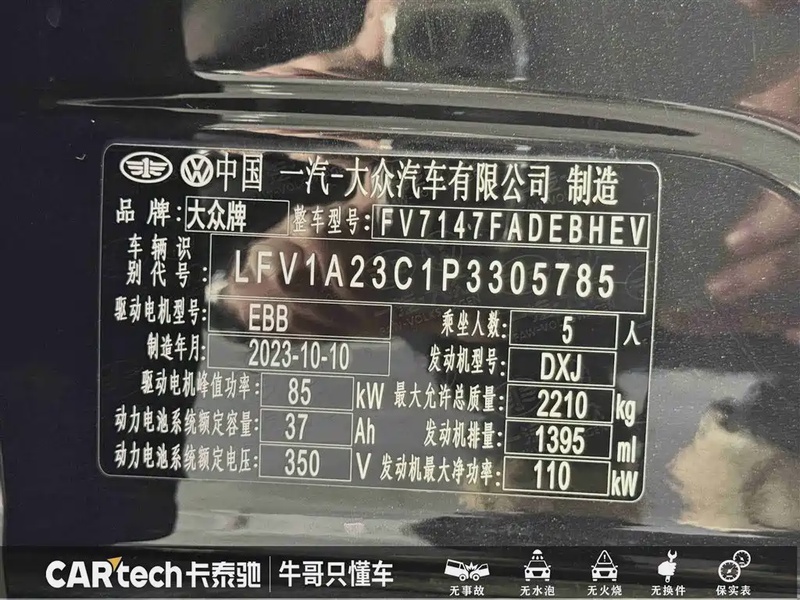 中国 一汽-大众汽车有限公司 制造
品牌: 大众牌 整车型号: FV7147FADEBHEV
车辆识别代号: LFV1A23C1P3305785
驱动电机型号: EBB 乘坐人数: 5 人
制造年月: 2023-10-10 发动机型号: DXJ
驱动电机峰值功率: 85 kW 最大允许总质量: 2210 kg
动力电池系统额定容量: 37 Ah 发动机排量: 1395 ml
动力电池系统额定电压: 350 V 发动机最大净功率: 110 kW
CARtech卡泰驰 牛哥只懂车 无事故 无水泡 无火烧 无换件 保实表